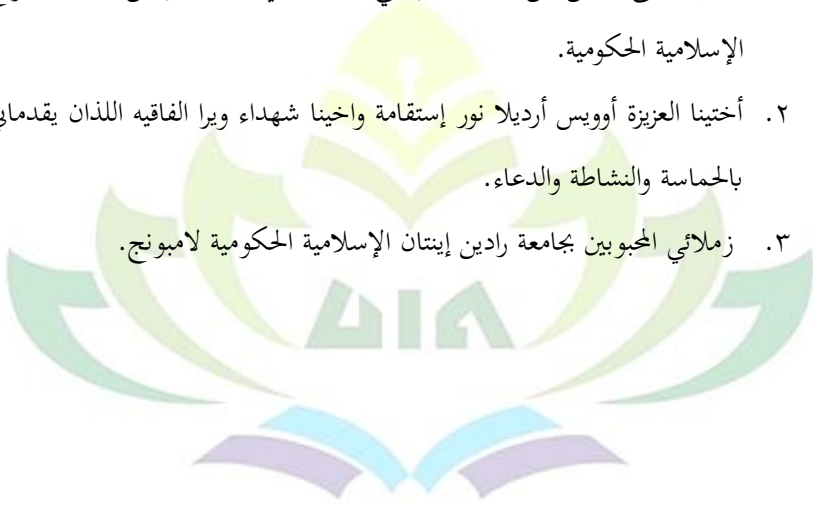 الإسلامية الحكومية.
٢. أختينا العزيزة أوويس أرديلا نور إستقامة واخينا شهداء ويرا الفاقيه اللذان يقدماني
بالحماسة والنشاطة والدعاء.
٣. زملائي المحبوبين بجامعة رادين إينتان الإسلامية الحكومية لامبونج.
UIN